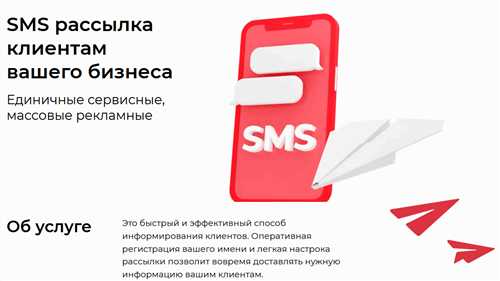 SMS рассылка
клиентам
вашего бизнеса
Единичные сервисные,
массовые рекламные
SMS
Об услуге
Это быстрый и эффективный способ
информирования клиентов. Оперативная
регистрация вашего имени и легкая настрока
рассылки позволит вовремя доставлять нужную
информацию вашим клиентам.